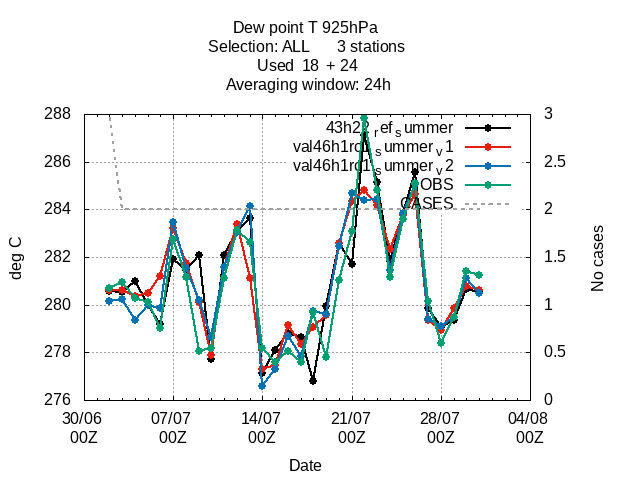 Dew point T 925hPa
Selection: ALL 3 stations
Used 18 + 24
Averaging window: 24h
288
286
284
282
280
278
276
3
2.5
2
1.5
1
0.5
0
deg C
No cases
val46h1rc1_summer_v1
val46h1rc1_summer_v2
OBS
CASES
30/06 07/07 14/07 21/07 28/07 04/08
00Z 00Z 00Z 00Z 00Z 00Z
Date